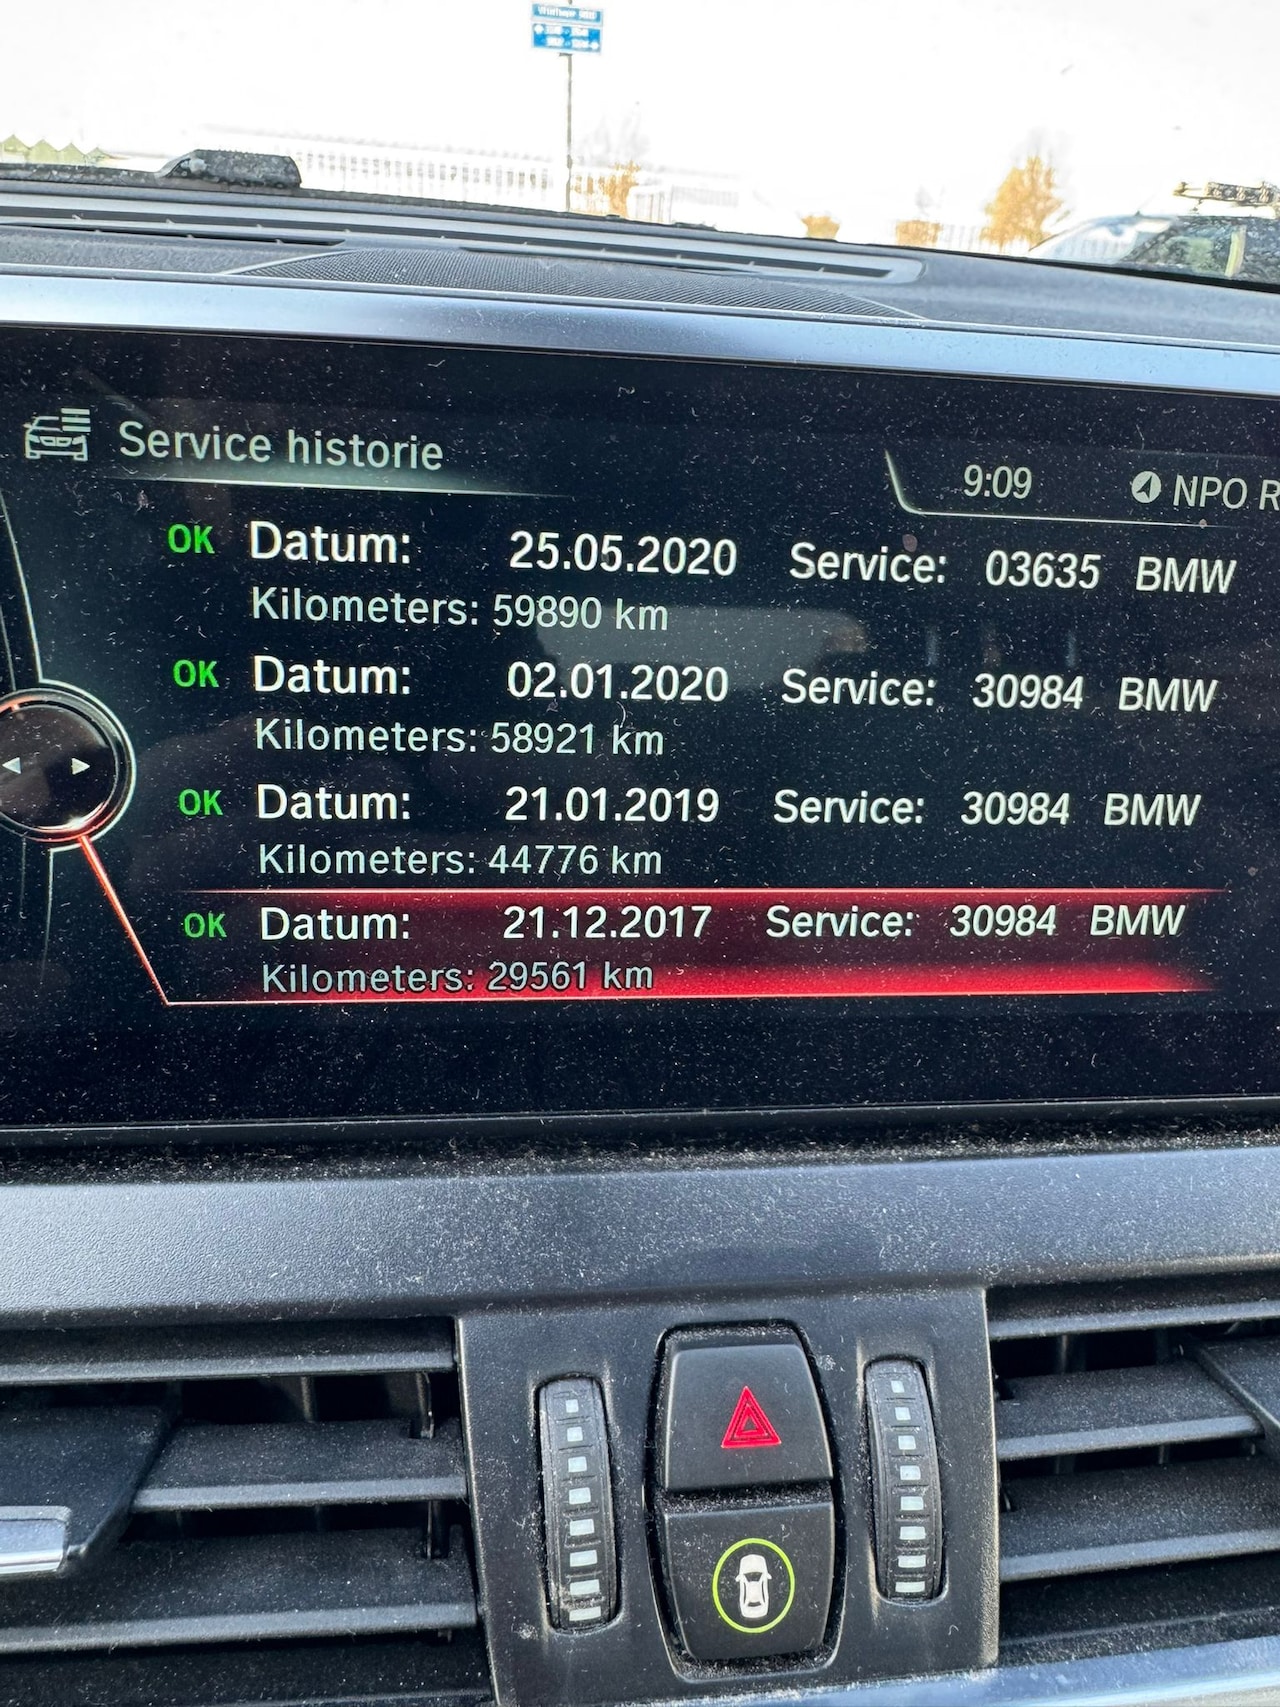 Service historie
9:09 NPO R
OK Datum: 25.05.2020 Service: 03635 BMW
Kilometers: 59890 km
OK Datum: 02.01.2020 Service: 30984 BMW
Kilometers: 58921 km
OK Datum: 21.01.2019 Service: 30984 BMW
Kilometers: 44776 km
OK Datum: 21.12.2017 Service: 30984 BMW
Kilometers: 29561 km